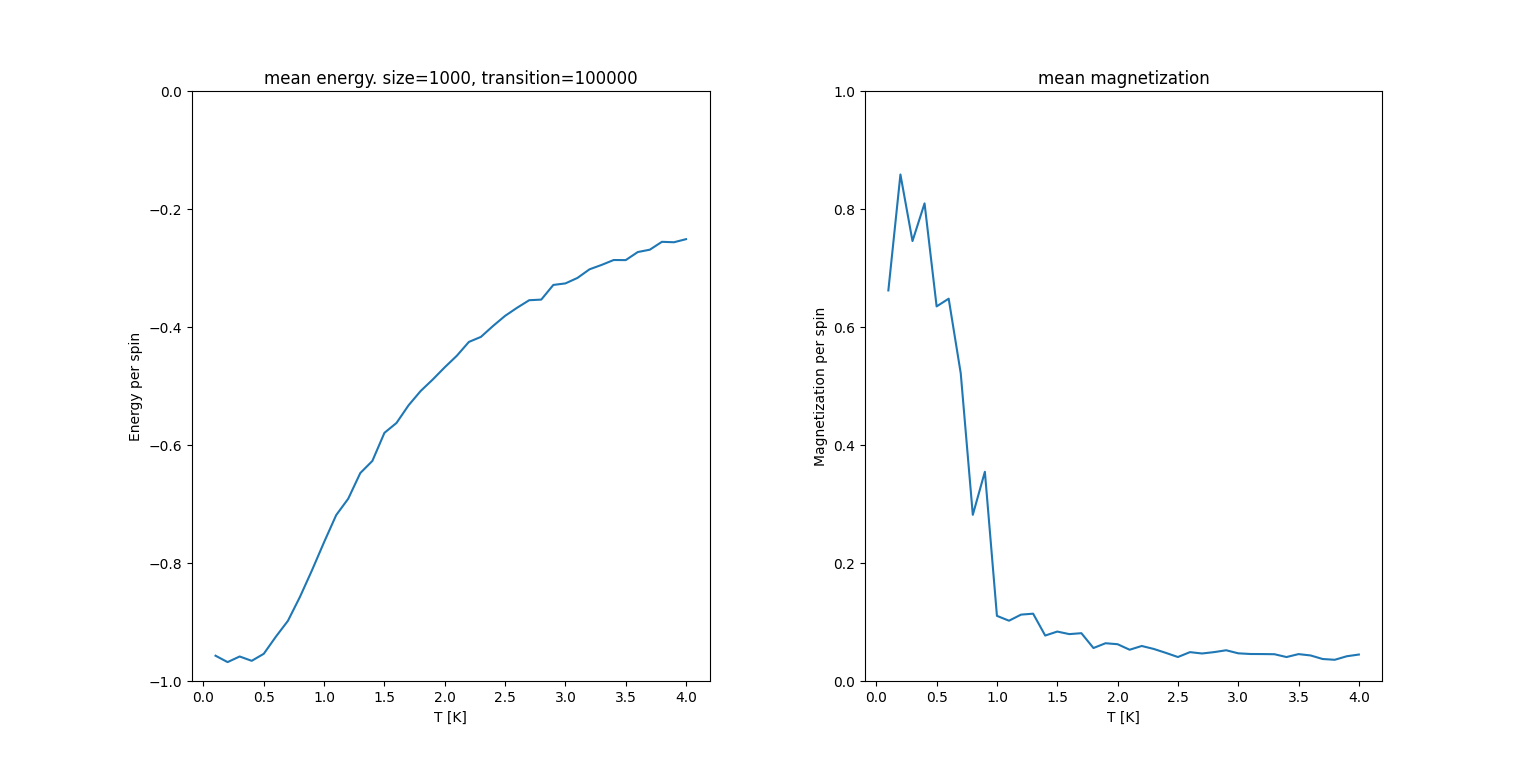 mean energy. size=1000, transition=100000
Energy per spin
0.0
−0.2
−0.4
−0.6
−0.8
−1.0
0.0 0.5 1.0 1.5 2.0 2.5 3.0 3.5 4.0
T [K]
mean magnetization
Magnetization per spin
1.0
0.8
0.6
0.4
0.2
0.0
0.0 0.5 1.0 1.5 2.0 2.5 3.0 3.5 4.0
T [K]